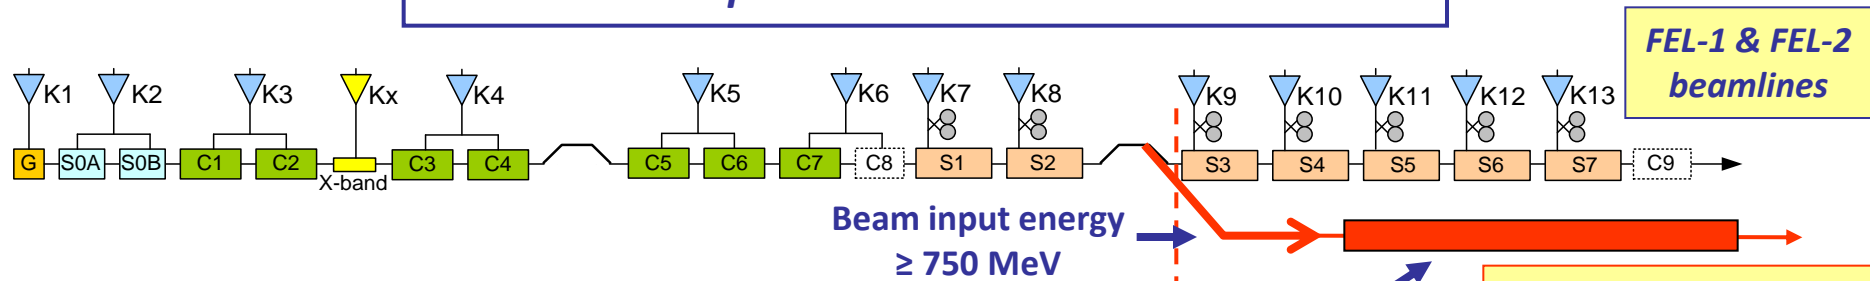 FEL-1 & FEL-2
beamlines
K1 K2 K3 Kx K4 K5 K6 K7 K8 K9 K10 K11 K12 K13
G S0A S0B C1 C2 C3 C4 C5 C6 C7 C8 S1 S2 S3 S4 S5 S6 S7 C9
X-band
Beam input energy
≥ 750 MeV